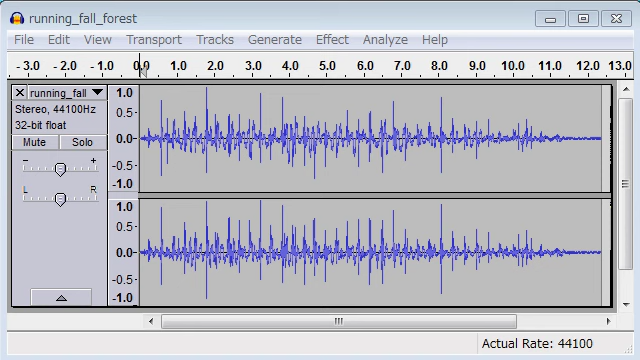 running_fall_forest
File Edit View Transport Tracks Generate Effect Analyze Help
- 3.0 - 2.0 - 1.0 0.0 1.0 2.0 3.0 4.0 5.0 6.0 7.0 8.0 9.0 10.0 11.0 12.0 13.0
running_fall
Stereo, 44100Hz
32-bit float
Mute Solo
- +
L R
1.0
0.5-
0.0-
-0.5-
-1.0
1.0
0.5-
0.0-
-0.5-
-1.0
Actual Rate: 44100